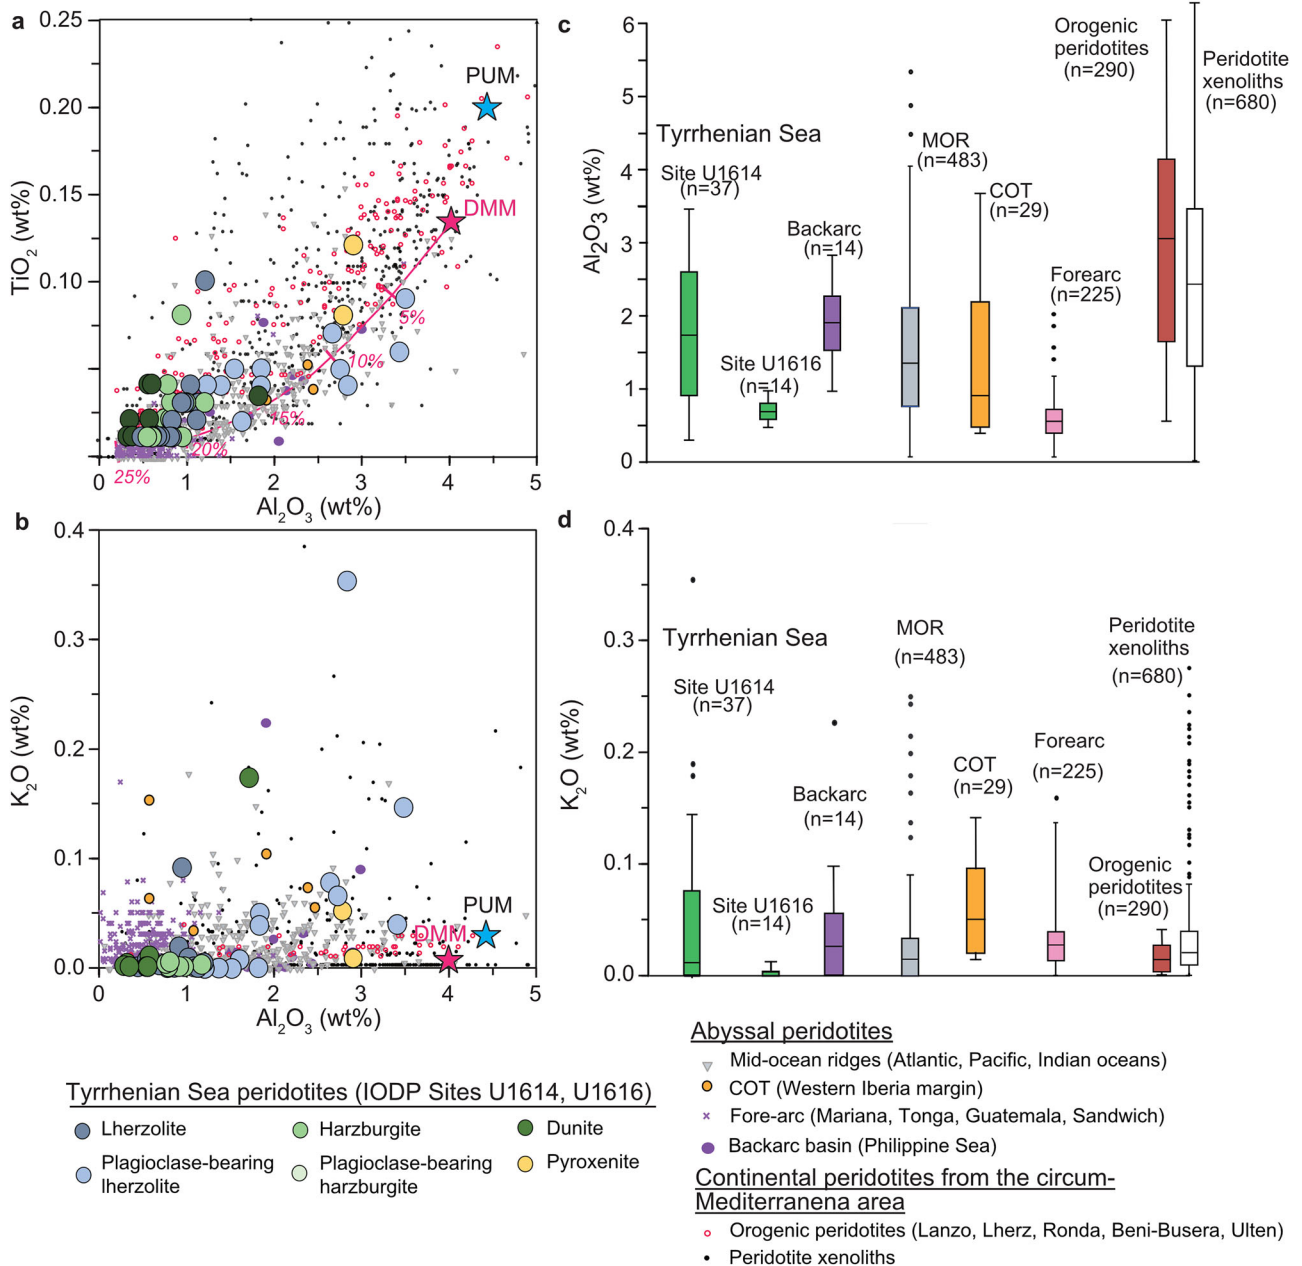 a
0.25
0.20
0.15
0.10
TiO2 (wt%)
PUM
DMM
5%
10%
15%
20%
25%
0 1 2 3 4 5
Al2O3 (wt%)
b
0.4
0.3
0.2
0.1
0.0
K2O (wt%)
PUM
DMM
0 1 2 3 4 5
Al2O3 (wt%)
c
6
5
4
3
2
1
0
Al2O3 (wt%)
Tyrrhenian Sea
Site U1614
(n=37)
Site U1616
(n=14)
Backarc
(n=14)
MOR
(n=483)
COT
(n=29)
Forearc
(n=225)
Orogenic
peridotites
(n=290)
Peridotite
xenoliths
(n=680)
d
0.4
0.3
0.2
0.1
0.0
K2O (wt%)
Tyrrhenian Sea
Site U1614
(n=37)
Site U1616
(n=14)
Backarc
(n=14)
MOR
(n=483)
COT
(n=29)
Forearc
(n=225)
Orogenic
peridotites
(n=290)
Peridotite
xenoliths
(n=680)
Tyrrhenian Sea peridotites (IODP Sites U1614, U1616)
Lherzolite
Harzburgite
Dunite
Plagioclase-bearing
lherzolite
Plagioclase-bearing
harzburgite
Pyroxenite
Abyssal peridotites
Mid-ocean ridges (Atlantic, Pacific, Indian oceans)
COT (Western Iberia margin)
Fore-arc (Mariana, Tonga, Guatemala, Sandwich)
Backarc basin (Philippine Sea)
Continental peridotites from the circum-
Mediterranena area
Orogenic peridotites (Lanzo, Lherz, Ronda, Beni-Busera, Ulten)
Peridotite xenoliths